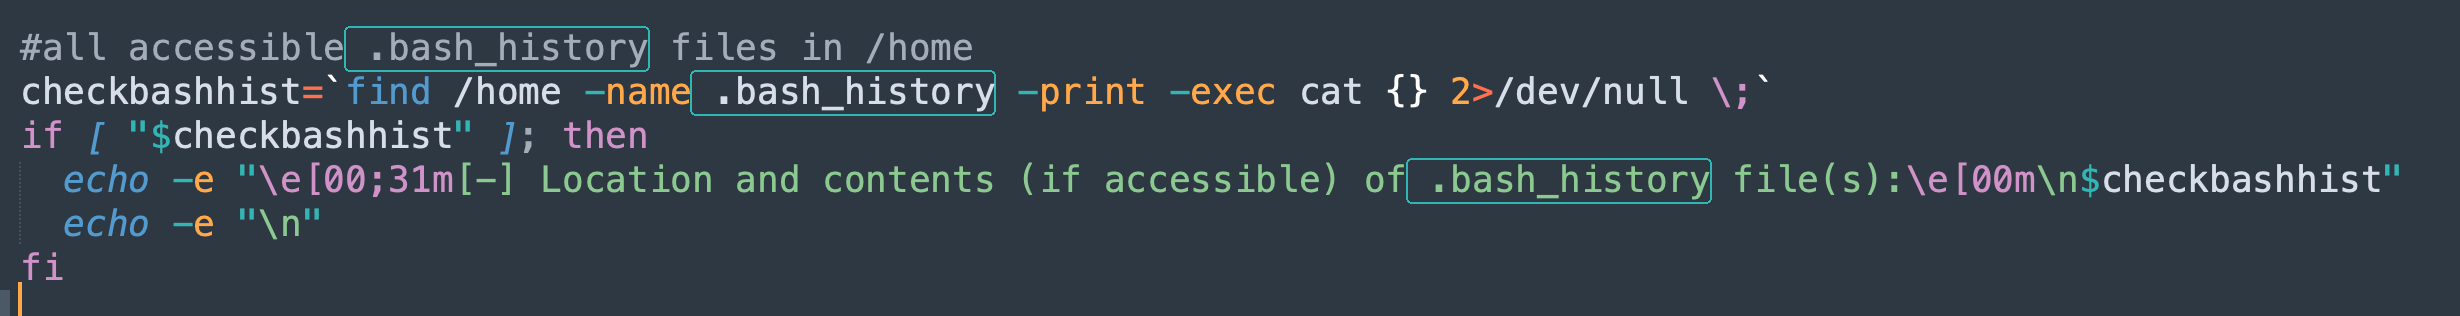 #all accessible .bash_history files in /home
checkbashhist=`find /home -name .bash_history -print -exec cat {} 2>/dev/null \;`
if [ "$checkbashhist" ]; then
  echo -e "\e[00;31m[-] Location and contents (if accessible) of .bash_history file(s):\e[00m\n$checkbashhist"
  echo -e "\n"
fi